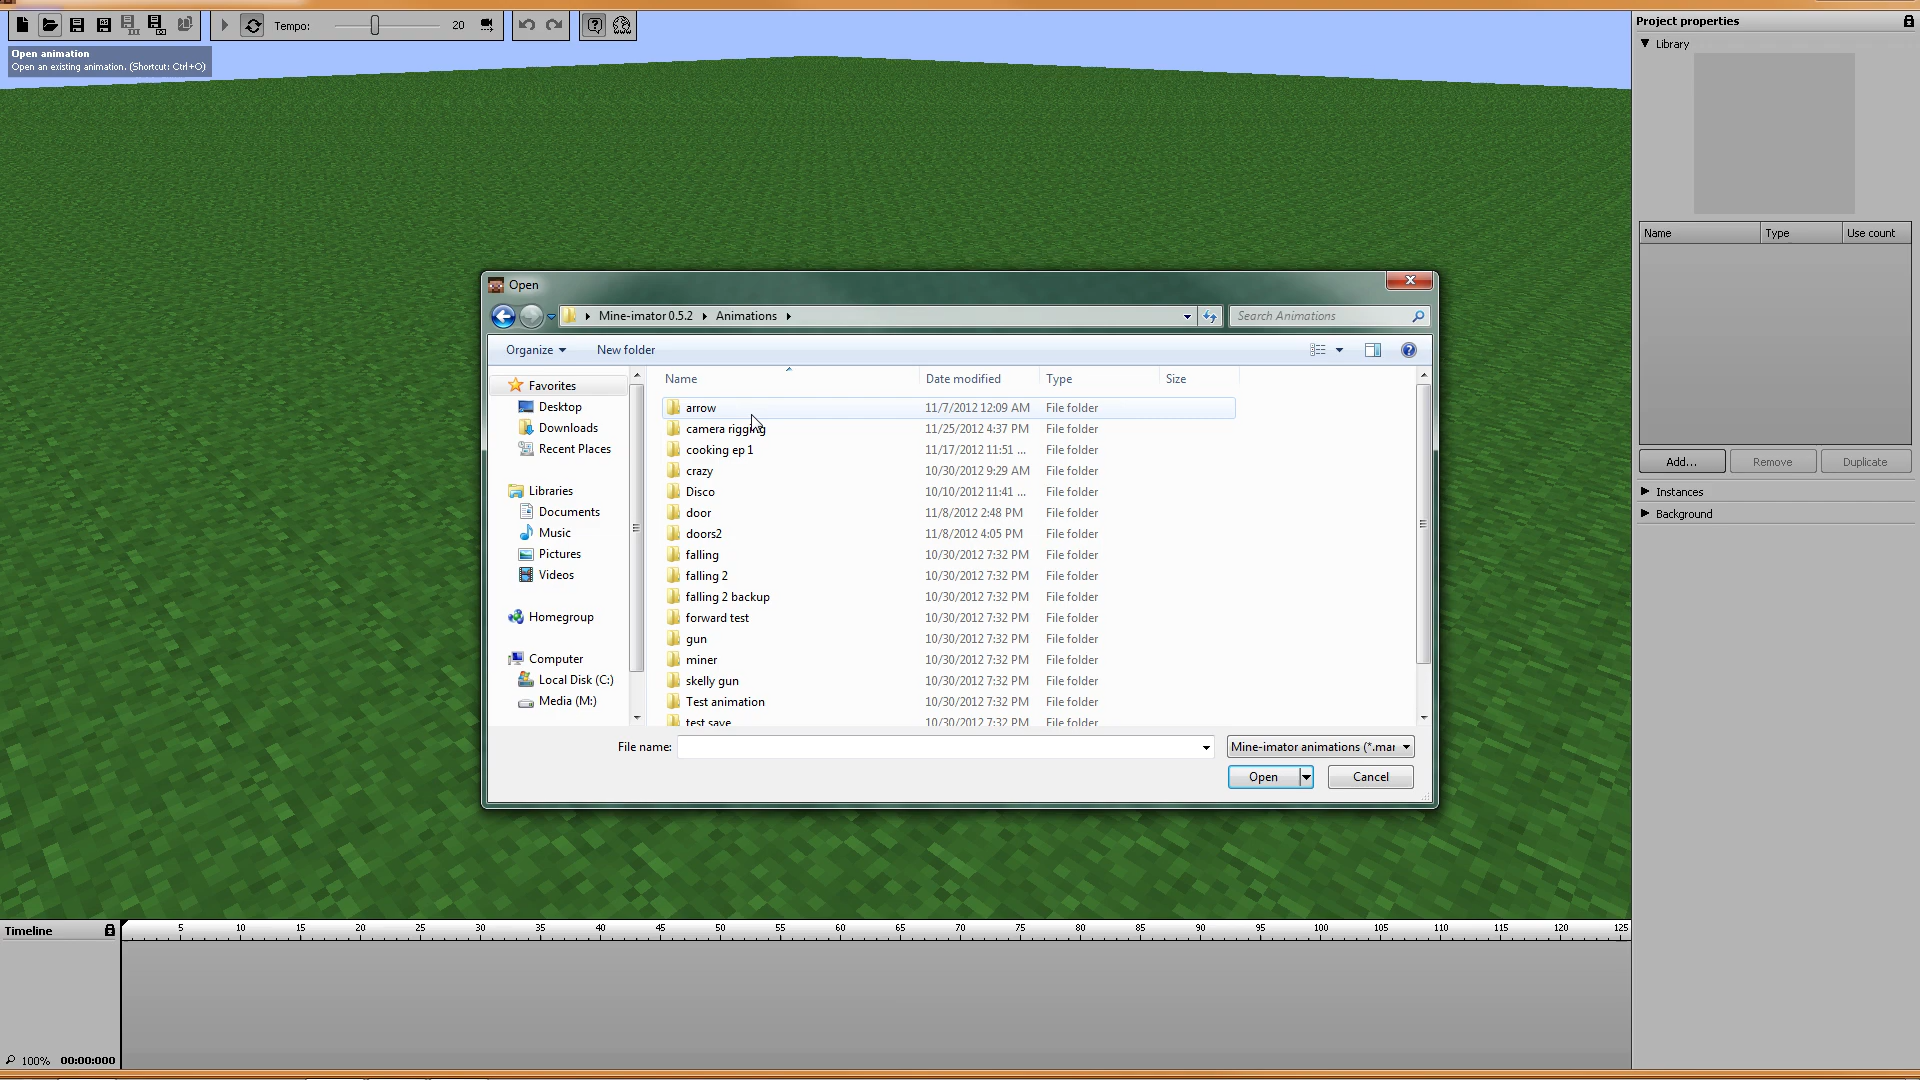 Tempo:
20
Open animation
Open an existing animation. (Shortcut: Ctrl+O)
Project properties
Library
Name Type Use count
Add... Remove Duplicate
Instances
Background
Open
Mine-imator 0.5.2 Animations
Search Animations
Organize New folder
Favorites
Desktop
Downloads
Recent Places
Libraries
Documents
Music
Pictures
Videos
Homegroup
Computer
Local Disk (C:)
Media (M:)
Name Date modified Type Size
arrow 11/7/2012 12:09 AM File folder
camera rigging 11/25/2012 4:37 PM File folder
cooking ep 1 11/17/2012 11:51 ... File folder
crazy 10/30/2012 9:29 AM File folder
Disco 10/10/2012 11:41 ... File folder
door 11/8/2012 2:48 PM File folder
doors2 11/8/2012 4:05 PM File folder
falling 10/30/2012 7:32 PM File folder
falling 2 10/30/2012 7:32 PM File folder
falling 2 backup 10/30/2012 7:32 PM File folder
forward test 10/30/2012 7:32 PM File folder
gun 10/30/2012 7:32 PM File folder
miner 10/30/2012 7:32 PM File folder
skelly gun 10/30/2012 7:32 PM File folder
Test animation 10/30/2012 7:32 PM File folder
test save 10/30/2012 7:32 PM File folder
File name: Mine-imator animations (*.mar
Open Cancel
Timeline
5 10 15 20 25 30 35 40 45 50 55 60 65 70 75 80 85 90 95 100 105 110 115 120 125
100% 00:00:000